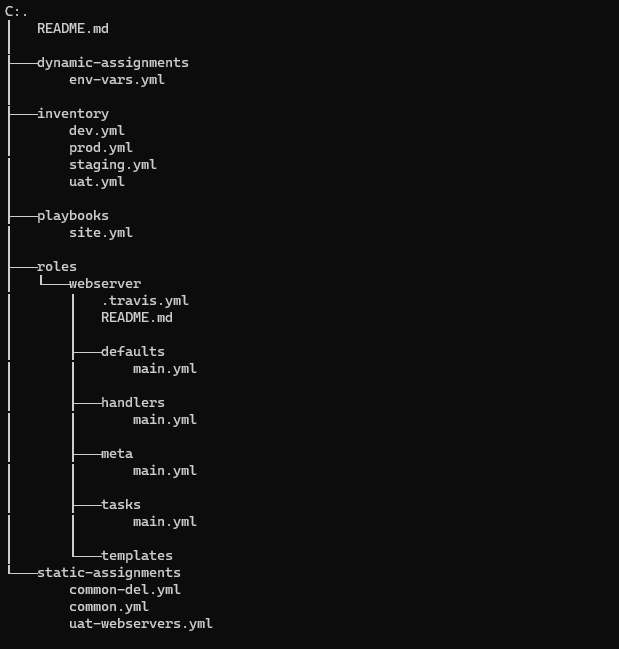 C:.
│   README.md
│
├───dynamic-assignments
│       env-vars.yml
│
├───inventory
│       dev.yml
│       prod.yml
│       staging.yml
│       uat.yml
│
├───playbooks
│       site.yml
│
├───roles
│   └───webserver
│       │   .travis.yml
│       │   README.md
│       │
│       ├───defaults
│       │       main.yml
│       │
│       ├───handlers
│       │       main.yml
│       │
│       ├───meta
│       │       main.yml
│       │
│       ├───tasks
│       │       main.yml
│       │
│       └───templates
└───static-assignments
        common-del.yml
        common.yml
        uat-webservers.yml